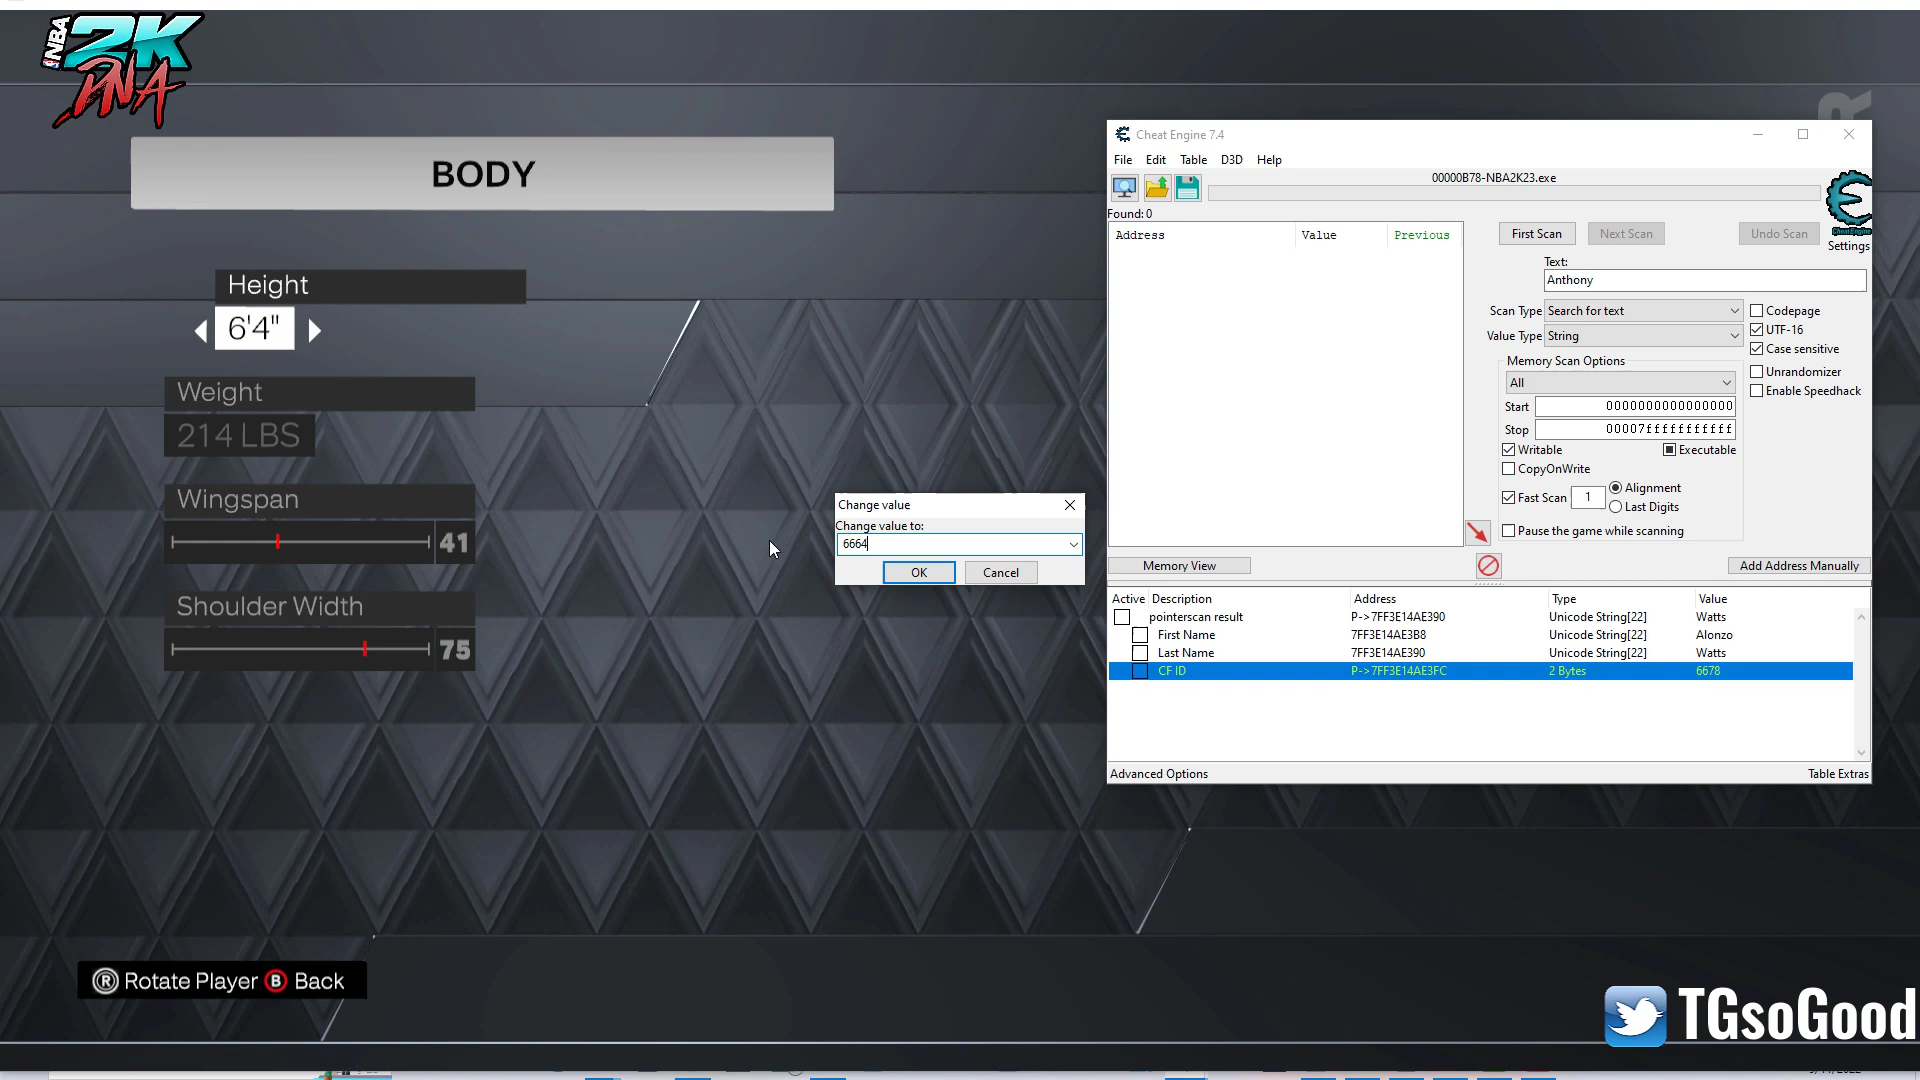 NBA 2K
DNA
R
BODY
Height
6'4"
Weight
214 LBS
Wingspan
41
Shoulder Width
75
Rotate Player B Back
Change value
Change value to:
6664
OK Cancel
Cheat Engine 7.4
File Edit Table D3D Help
00000B78-NBA2K23.exe
Found: 0
Address Value Previous
First Scan Next Scan Undo Scan
Cheat Engine
Settings
Text:
Anthony
Scan Type Search for text
Value Type String
Codepage
UTF-16
Case sensitive
Unrandomizer
Enable Speedhack
Memory Scan Options
All
Start 0000000000000000
Stop 00007fffffffffff
Writable Executable
CopyOnWrite
Fast Scan 1 Alignment
Last Digits
Pause the game while scanning
Memory View Add Address Manually
Active Description Address Type Value
pointerscan result P->7FF3E14AE390 Unicode String[22] Watts
First Name 7FF3E14AE3B8 Unicode String[22] Alonzo
Last Name 7FF3E14AE390 Unicode String[22] Watts
CF ID P->7FF3E14AE3FC 2 Bytes 6678
Advanced Options Table Extras
TGsoGood